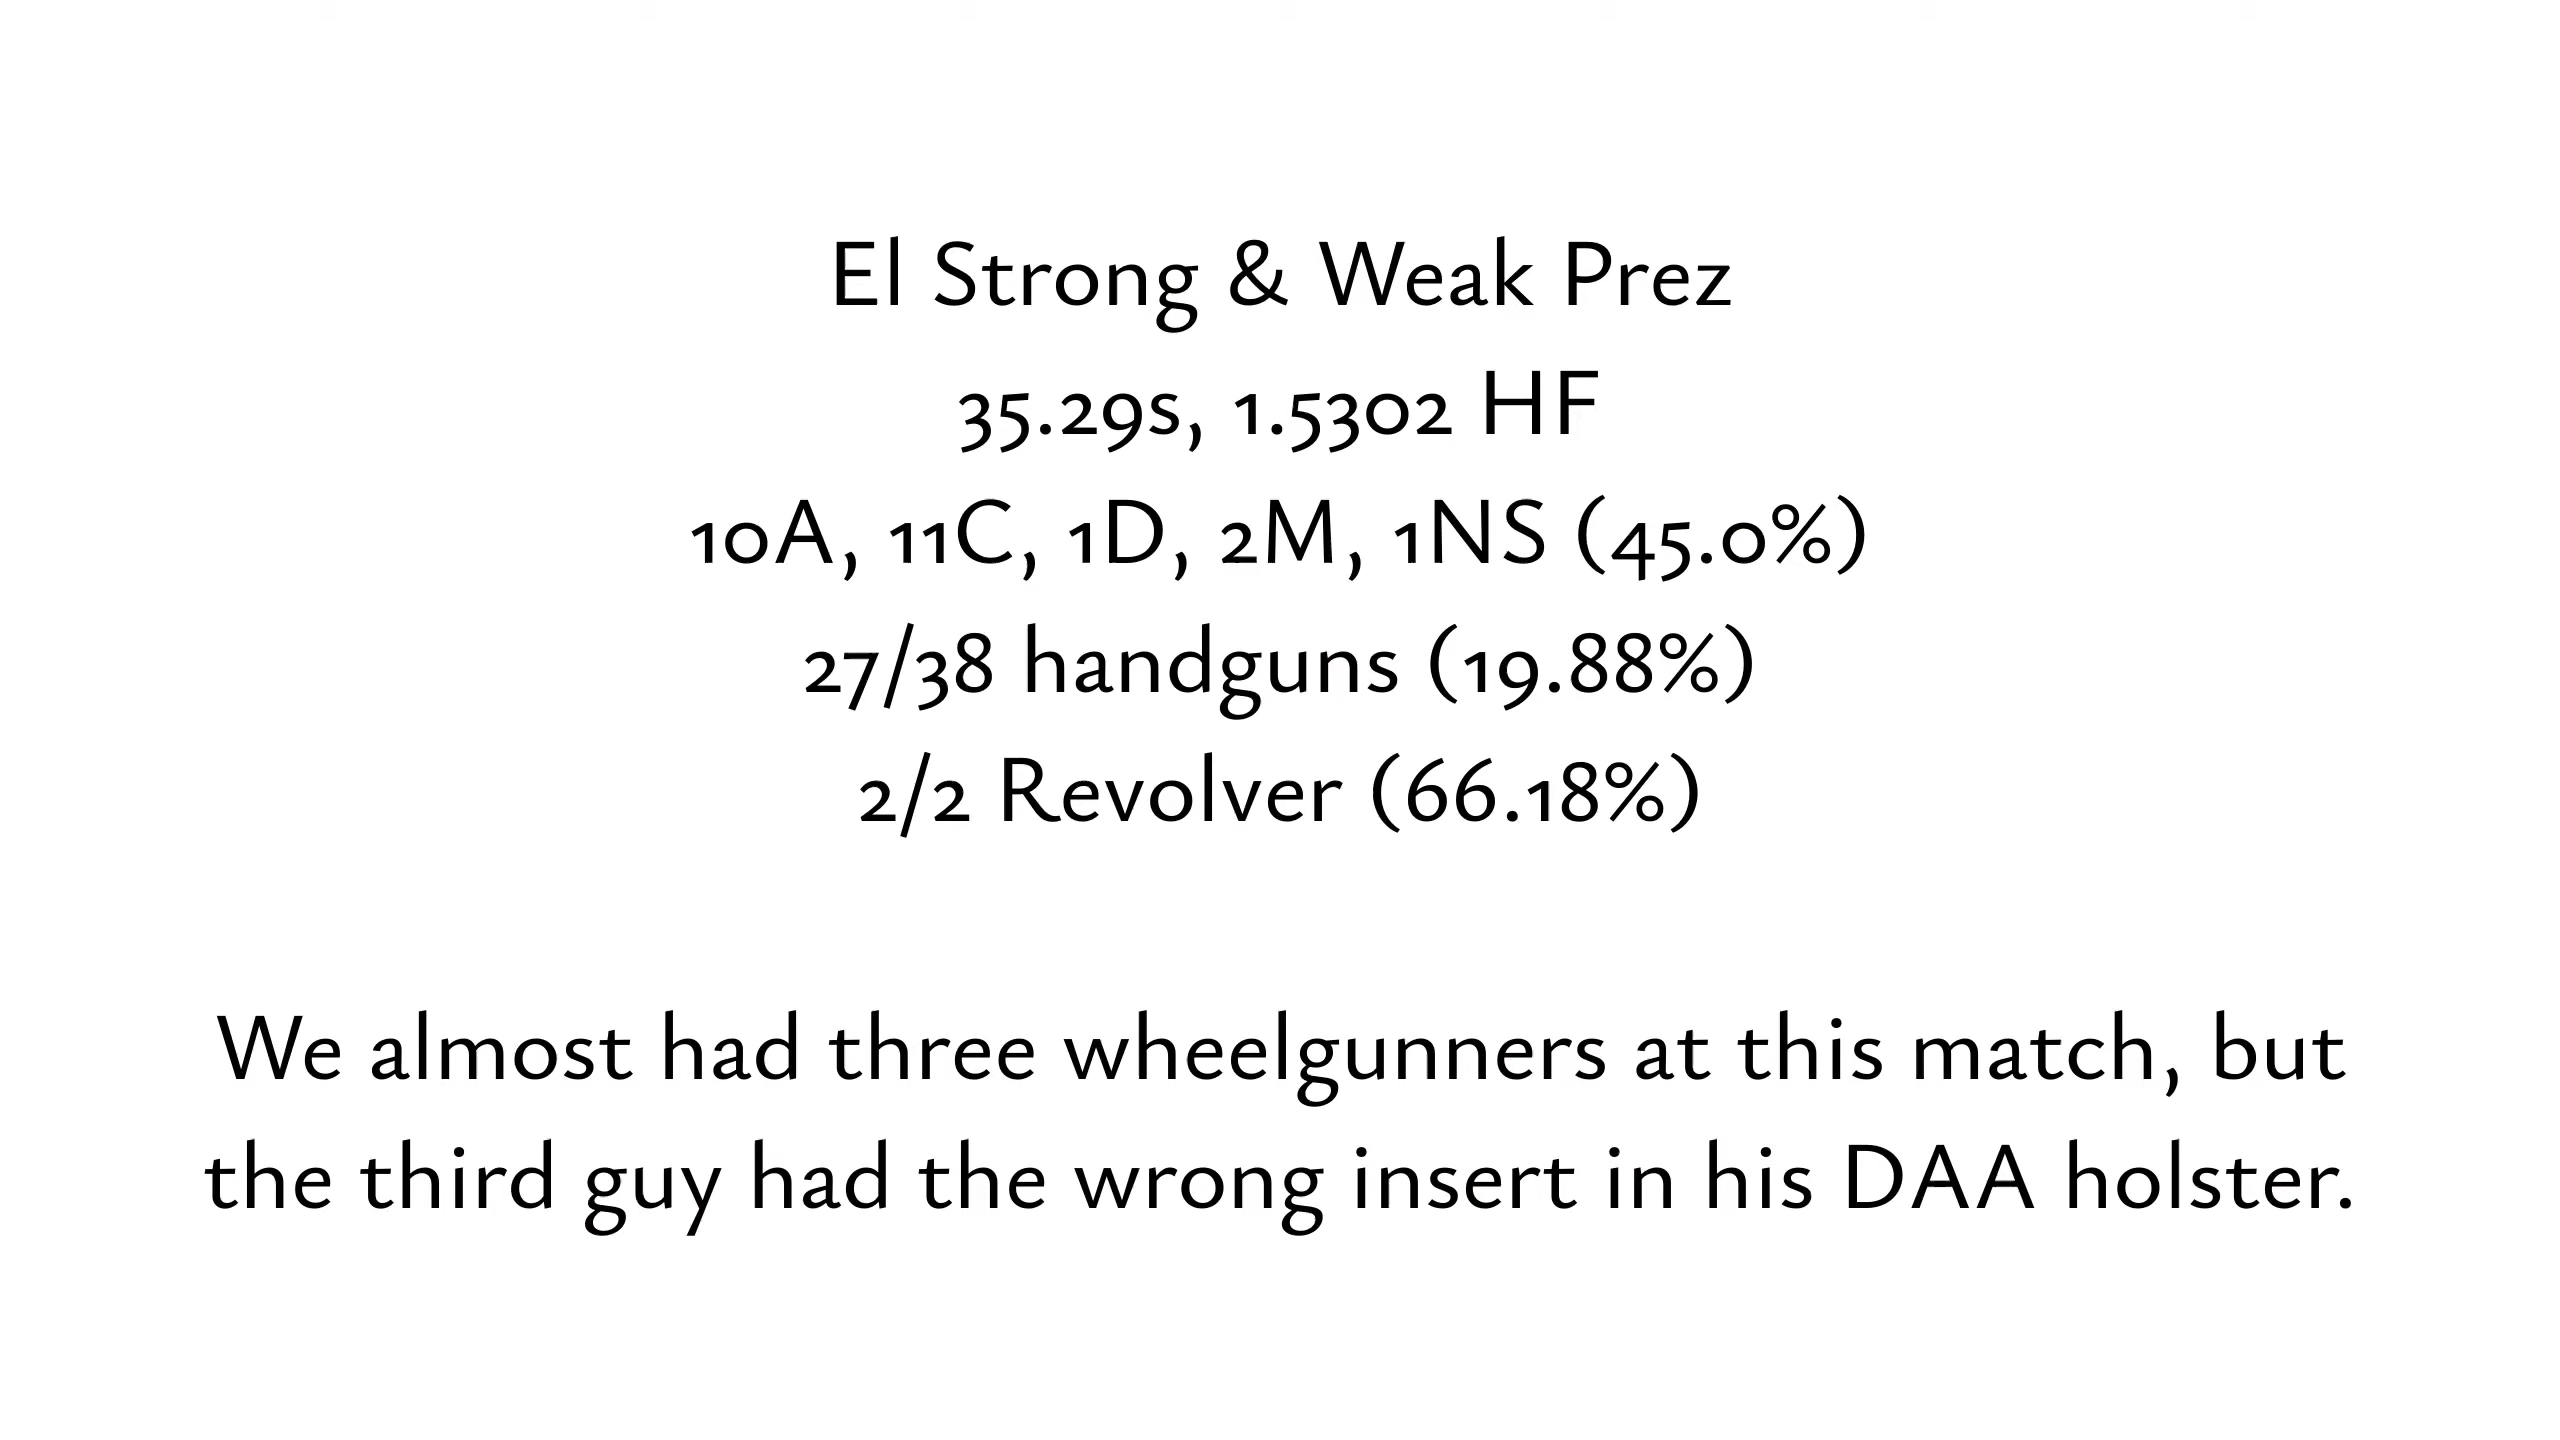 El Strong & Weak Prez
35.29s, 1.5302 HF
10A, 11C, 1D, 2M, 1NS (45.0%)
27/38 handguns (19.88%)
2/2 Revolver (66.18%)
We almost had three wheelgunners at this match, but
the third guy had the wrong insert in his DAA holster.